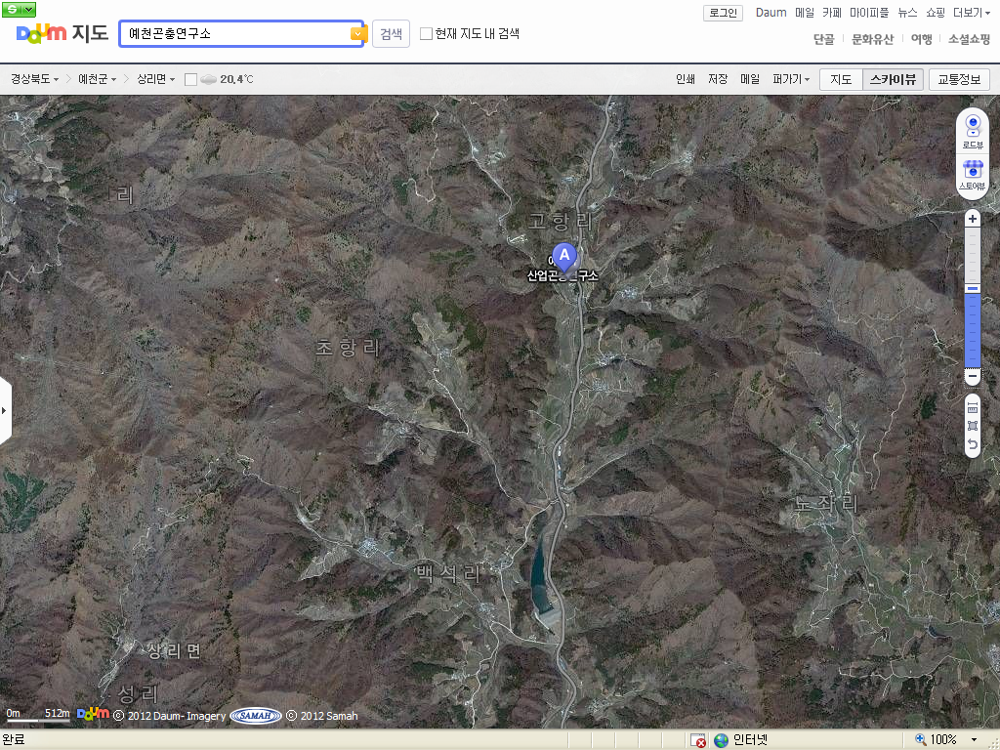 S
로그인 Daum 메일 카페 마이피플 뉴스 쇼핑 더보기
Daum 지도 예천곤충연구소 검색 현재 지도 내 검색
단골 문화유산 여행 소셜쇼핑
경상북도 예천군 상리면 20.4℃ 인쇄 저장 메일 퍼가기 지도 스카이뷰 교통정보
로드뷰
스토어뷰
리
고항리
A
산업곤충연구소
초항리
노좌리
백석리
상리면
성리
0m 512m Daum © 2012 Daum- Imagery SAMAH © 2012 Samah
완료 인터넷 100%